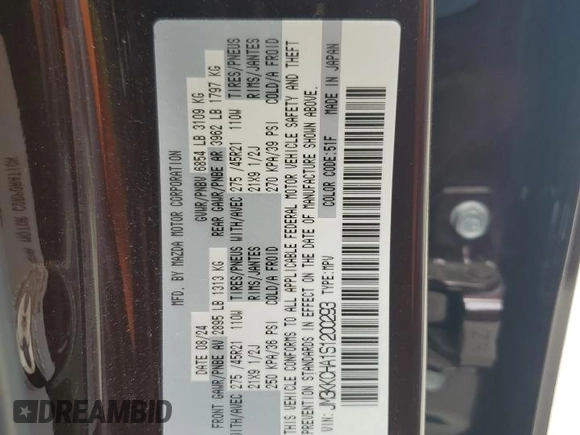 MFD. BY MAZDA MOTOR CORPORATION
DATE 08/24 GVWR/PNBV 6854 LB 3109 KG
FRONT GAWR/PNBE AV 2895 LB 1313 KG REAR GAWR/PNBE AR 3962 LB 1797 KG
WITH/AVEC 275 /45R21 110W TIRES/PNEUS WITH/AVEC 275 /45R21 110W TIRES/PNEUS
21X9 1/2J RIMS/JANTES 21X9 1/2J RIMS/JANTES
250 KPA/36 PSI COLD/A FROID 270 KPA/39 PSI COLD/A FROID
THIS VEHICLE CONFORMS TO ALL APPLICABLE FEDERAL MOTOR VEHICLE SAFETY AND THEFT
PREVENTION STANDARDS IN EFFECT ON THE DATE OF MANUFACTURE SHOWN ABOVE.
VIN: JM3KKCHA1S1200293 TYPE:MPV COLOR CODE:51F MADE IN JAPAN
AUTOHELPERBOT.COM